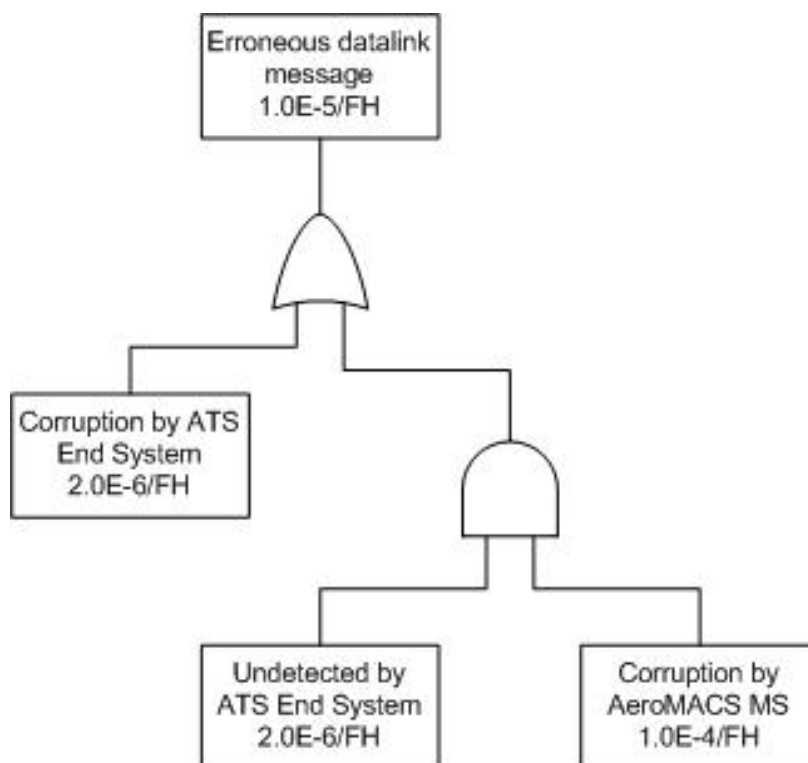 Erroneous datalink
message
1.0E-5/FH
Corruption by ATS
End System
2.0E-6/FH
Undetected by
ATS End System
2.0E-6/FH
Corruption by
AeroMACS MS
1.0E-4/FH